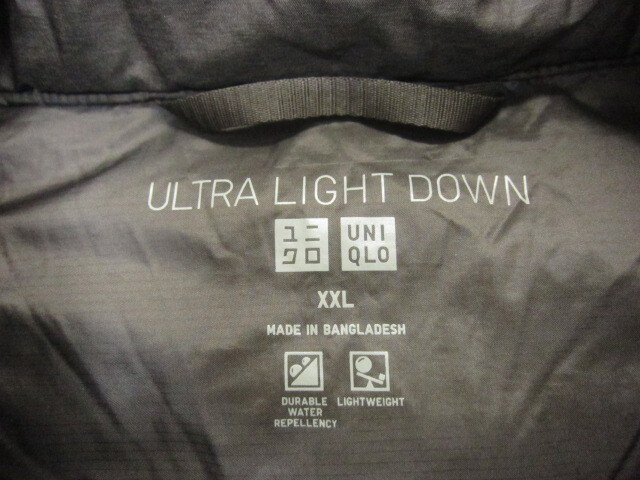 ULTRA LIGHT DOWN
ユニ
クロ
UNI
QLO
XXL
MADE IN BANGLADESH
DURABLE
WATER
REPELLENCY
LIGHTWEIGHT